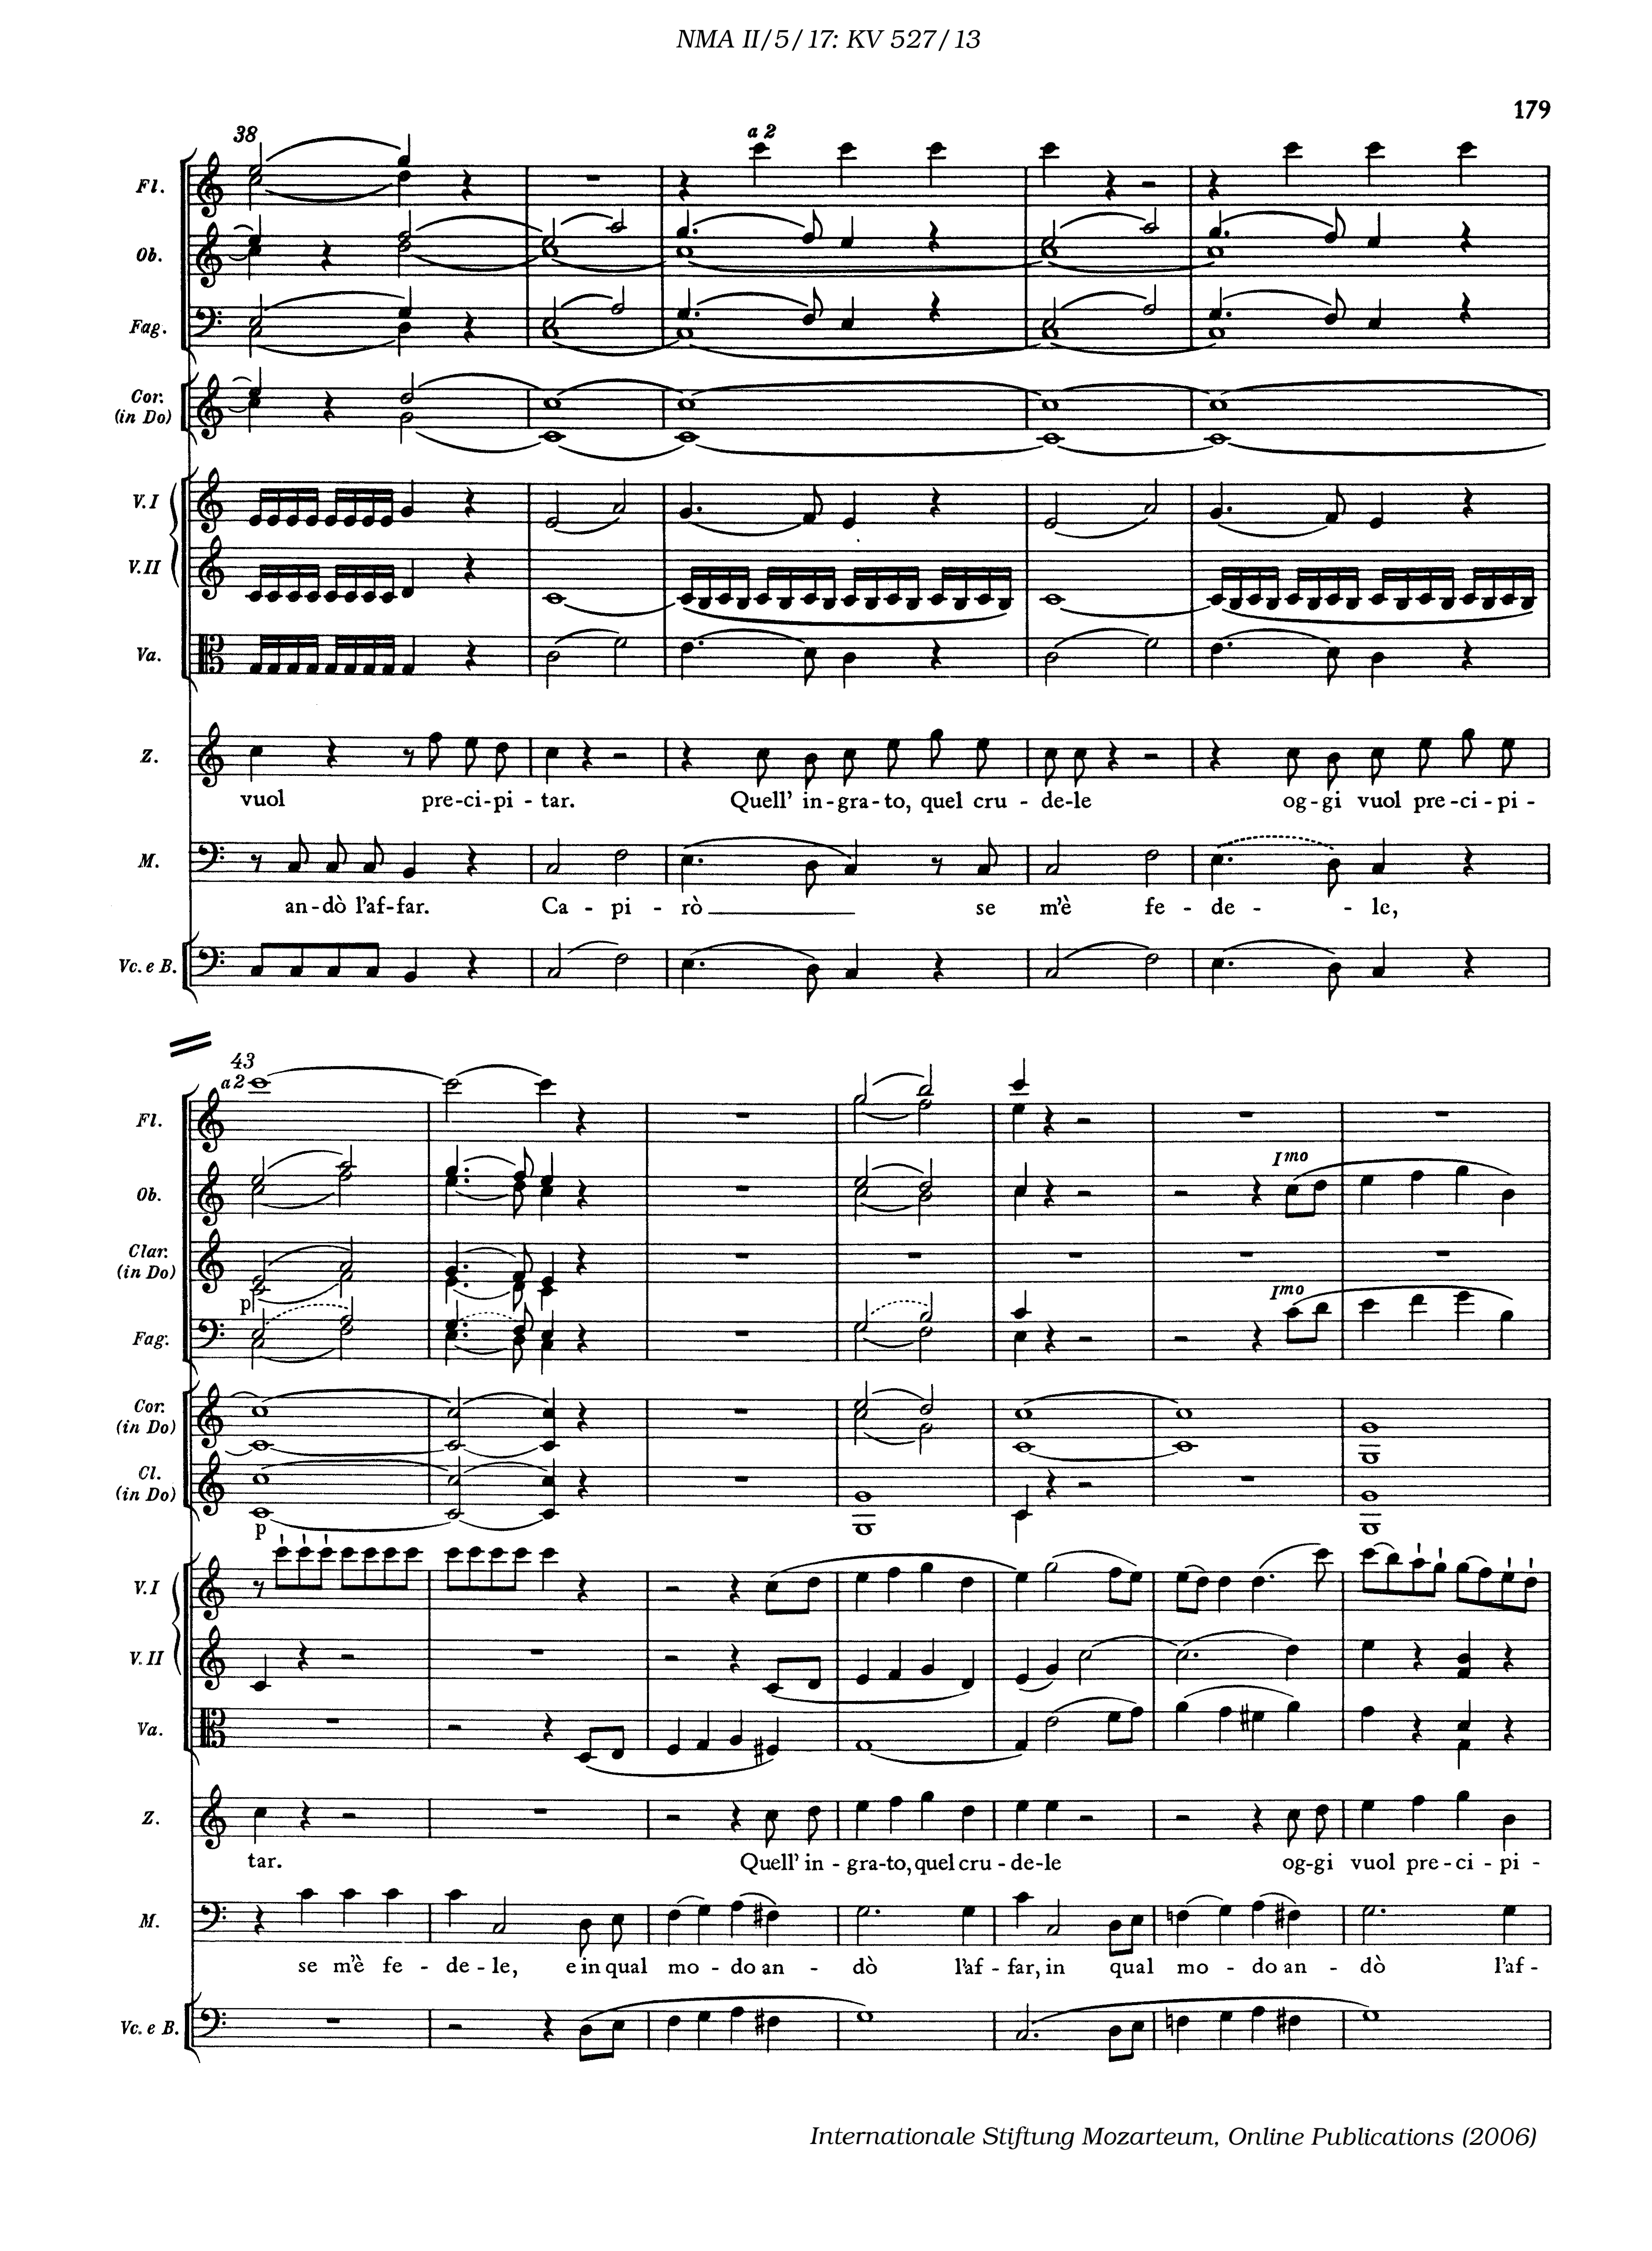 NMA II/5/17: KV 527/13
179
38
a 2
Fl.
Ob.
Fag.
Cor.
(in Do)
V. I
V. II
Va.
Z.
vuol pre-ci-pi-tar. Quell' in-gra-to, quel cru-de-le og-gi vuol pre-ci-pi-
M.
an-dò l'af-far. Ca-pi-rò se m'è fe-de-le,
Vc. e B.
43
a 2
Fl.
Imo
Ob.
Clar.
(in Do)
p
Imo
Fag.
Cor.
(in Do)
Cl.
(in Do)
p
V. I
V. II
Va.
Z.
tar. Quell' in-gra-to, quel cru-de-le og-gi vuol pre-ci-pi-
M.
se m'è fe-de-le, e in qual mo-do an-dò l'af-far, in qual mo-do an-dò l'af-
Vc. e B.
Internationale Stiftung Mozarteum, Online Publications (2006)